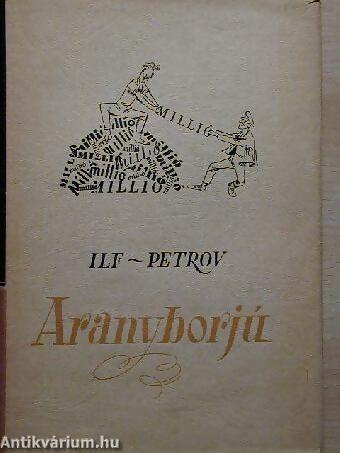 MILLIÓ
MILLIÓ
ILF ~ PETROV
Aranyborjú
Antikvárium.hu